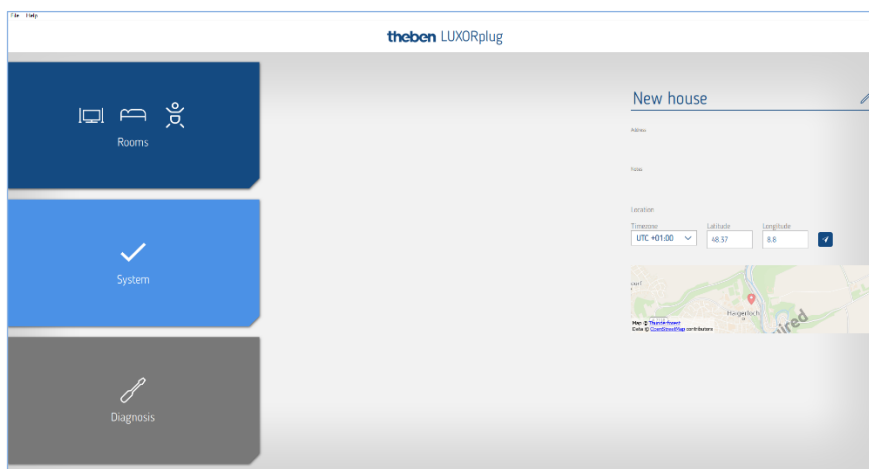 File Help
theben LUXORplug
Rooms
System
Diagnosis
New house
Address
Notes
Location
Timezone Latitude Longitude
UTC +01:00 48.37 8.8
Haigerloch
Map © Thunderforest
Data © OpenStreetMap contributors